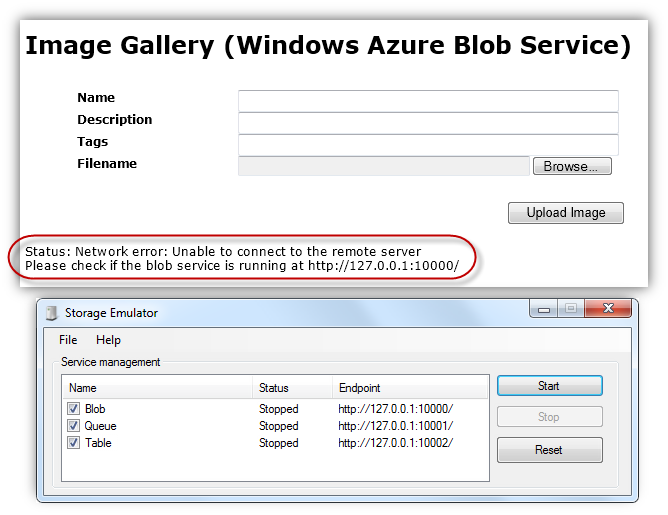 Image Gallery (Windows Azure Blob Service)
Name
Description
Tags
Filename Browse...
Upload Image
Status: Network error: Unable to connect to the remote server
Please check if the blob service is running at http://127.0.0.1:10000/
Storage Emulator
File Help
Service management
Name Status Endpoint Start
Blob Stopped http://127.0.0.1:10000/
Queue Stopped http://127.0.0.1:10001/ Stop
Table Stopped http://127.0.0.1:10002/ Reset